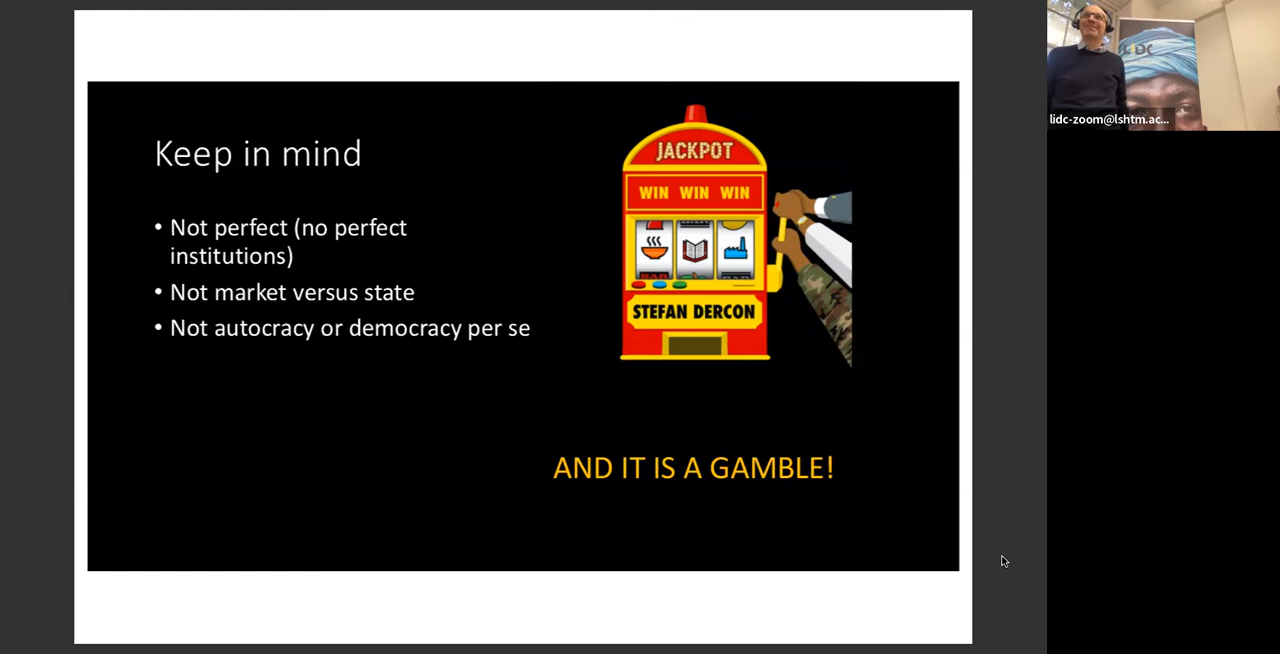 Keep in mind
• Not perfect (no perfect
institutions)
• Not market versus state
• Not autocracy or democracy per se
JACKPOT
WIN WIN WIN
STEFAN DERCON
AND IT IS A GAMBLE!
lidc-zoom@lshtm.ac...